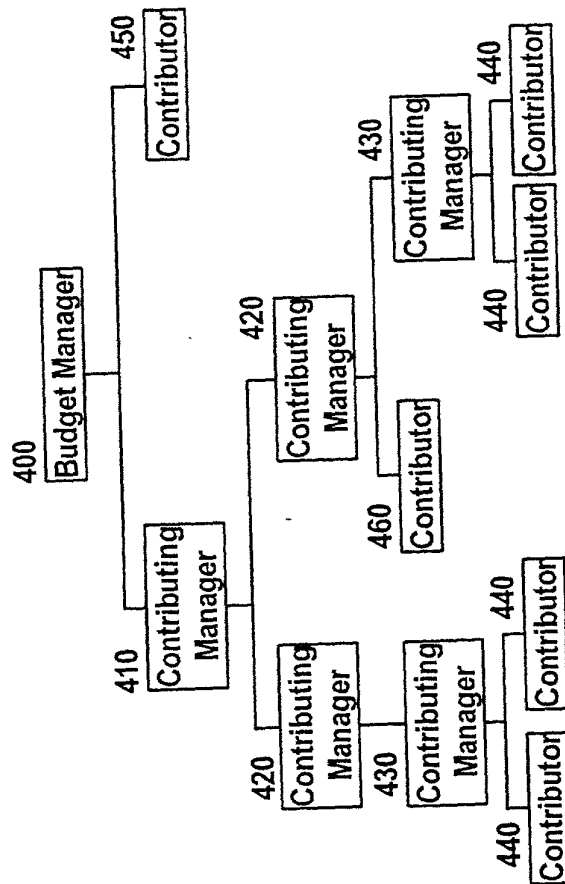 400
Budget Manager
410
Contributing
Manager
450
Contributor
420
Contributing
Manager
420
Contributing
Manager
430
Contributing
Manager
460
Contributor
430
Contributing
Manager
440
Contributor
440
Contributor
440
Contributor
440
Contributor